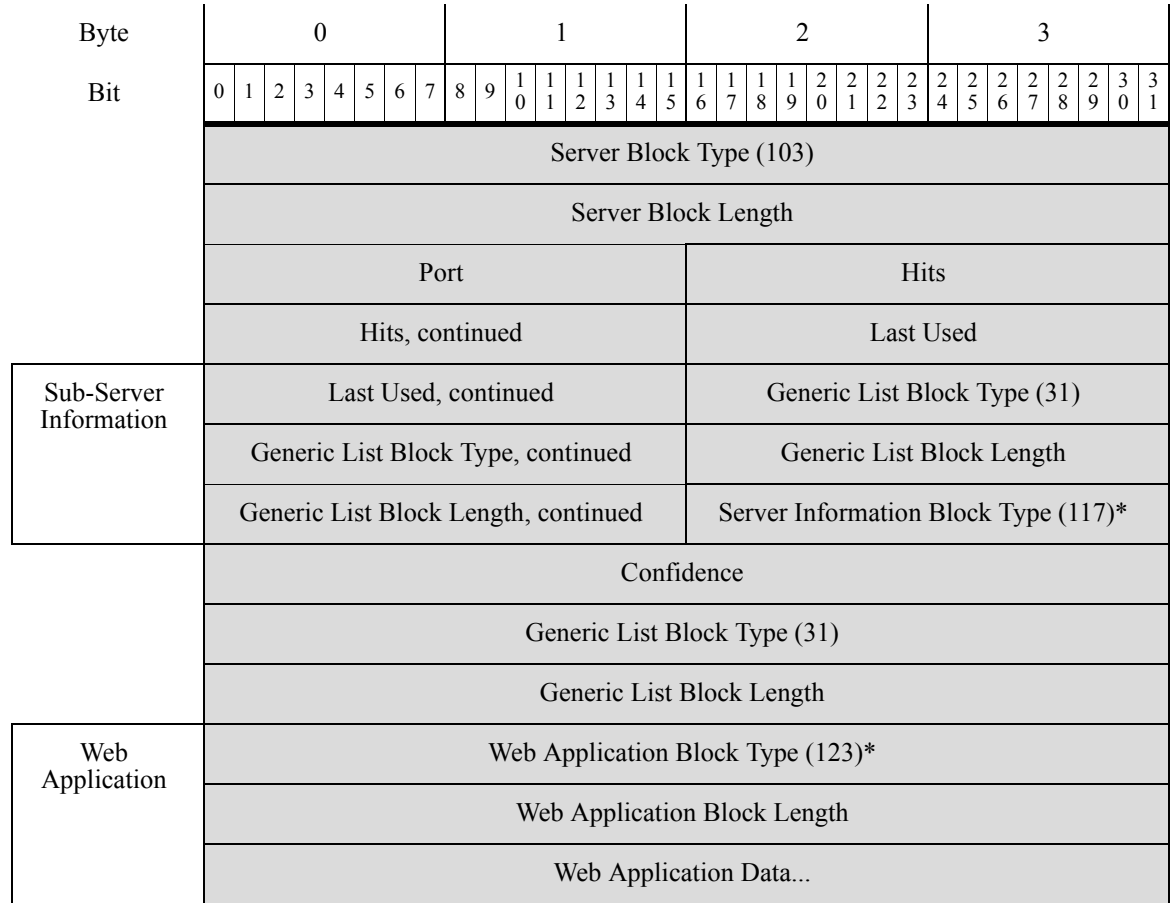 Byte 0 1 2 3
Bit 0 1 2 3 4 5 6 7 8 9 10 11 12 13 14 15 16 17 18 19 20 21 22 23 24 25 26 27 28 29 30 31
Server Block Type (103)
Server Block Length
Port Hits
Hits, continued Last Used
Sub-Server
Information
Last Used, continued Generic List Block Type (31)
Generic List Block Type, continued Generic List Block Length
Generic List Block Length, continued Server Information Block Type (117)*
Confidence
Generic List Block Type (31)
Generic List Block Length
Web
Application
Web Application Block Type (123)*
Web Application Block Length
Web Application Data...